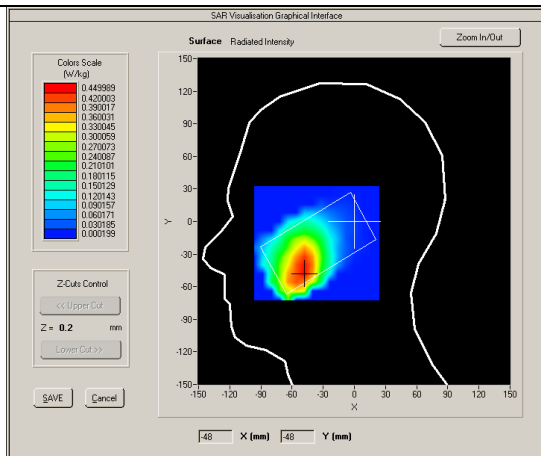 SAR Visualisation Graphical Interface
Surface Radiated Intensity
Zoom In/Out
Colors Scale
(W/kg)
0.449989
0.420003
0.390017
0.360031
0.330045
0.300059
0.270073
0.240087
0.210101
0.180115
0.150129
0.120143
0.090157
0.060171
0.030185
0.000199
Z-Cuts Control
<< Upper Cut
Z = 0.2 mm
Lower Cut >>
SAVE Cancel
150
120
90
60
30
0
-30
-60
-90
-120
-150
Y
-150 -120 -90 -60 -30 0 30 60 90 120 150
X
-48 X (mm) -48 Y (mm)